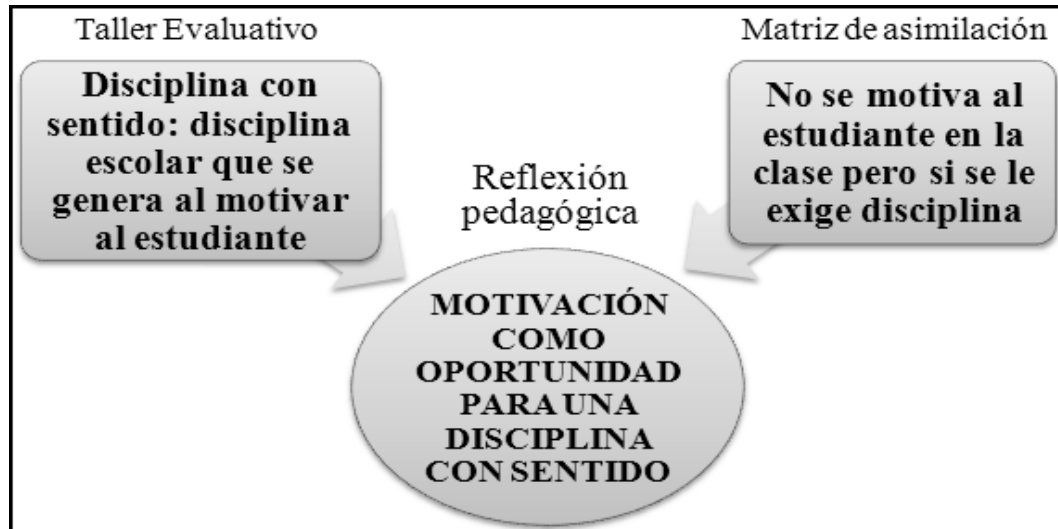 Taller Evaluativo
Disciplina con
sentido: disciplina
escolar que se
genera al motivar
al estudiante
Matriz de asimilación
No se motiva al
estudiante en la
clase pero si se le
exige disciplina
Reflexión
pedagógica
MOTIVACIÓN
COMO
OPORTUNIDAD
PARA UNA
DISCIPLINA
CON SENTIDO